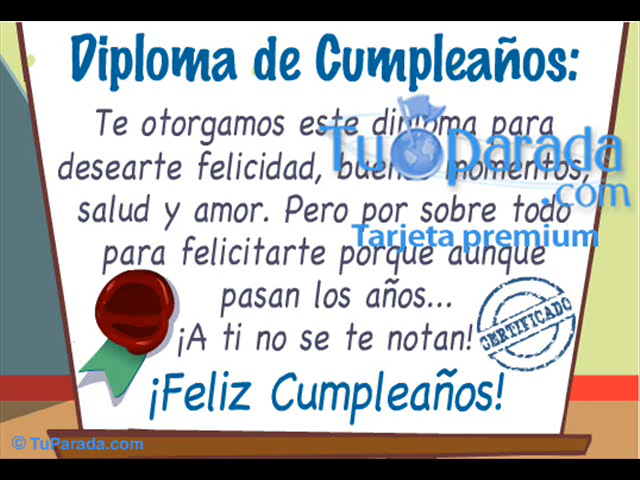 Diploma de Cumpleaños:
Te otorgamos este diploma para
desearte felicidad, buenos momentos,
salud y amor. Pero por sobre todo
para felicitarte porque aunque
pasan los años...
¡A ti no se te notan!
¡Feliz Cumpleaños!
TuParada
.com
Tarjeta premium
CERTIFICADO
© TuParada.com